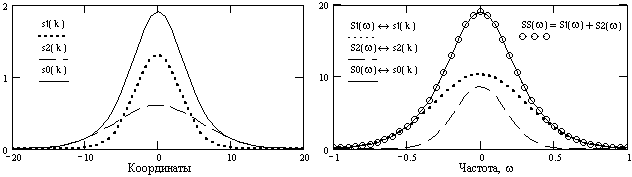 s1(k)
s2(k)
s0(k)
2
1
0
−20
−10
0
10
20
Координаты
S1(ω)↔s1(k)
S2(ω)↔s2(k)
S0(ω)↔s0(k)
SS(ω)=S1(ω)+S2(ω)
20
10
0
−1
−0.5
0
0.5
1
Частота, ω